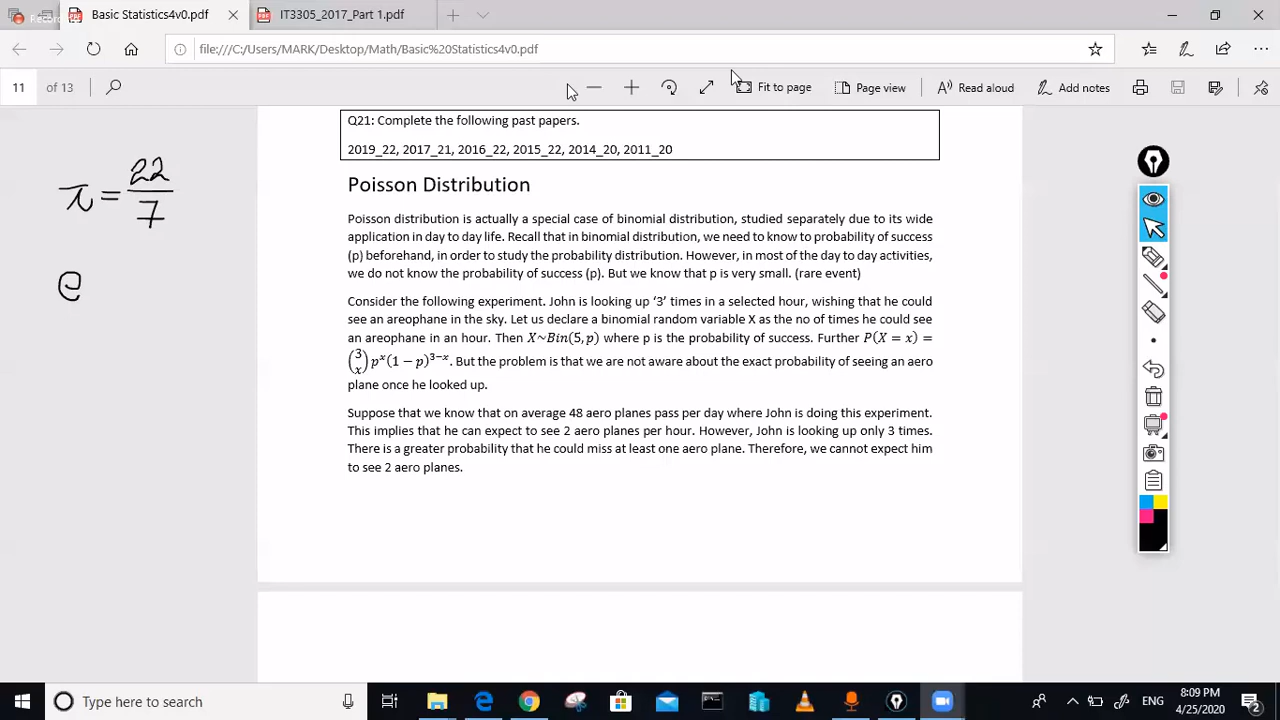 Basic Statistics4v0.pdf
IT3305_2017_Part 1.pdf
file:///C:/Users/MARK/Desktop/Math/Basic%20Statistics4v0.pdf
11 of 13
Fit to page
Page view
Read aloud
Add notes
Q21: Complete the following past papers.
2019_22, 2017_21, 2016_22, 2015_22, 2014_20, 2011_20
π = 22/7
e
Poisson Distribution
Poisson distribution is actually a special case of binomial distribution, studied separately due to its wide
application in day to day life. Recall that in binomial distribution, we need to know to probability of success
(p) beforehand, in order to study the probability distribution. However, in most of the day to day activities,
we do not know the probability of success (p). But we know that p is very small. (rare event)
Consider the following experiment. John is looking up ‘3’ times in a selected hour, wishing that he could
see an areophane in the sky. Let us declare a binomial random variable X as the no of times he could see
an areophane in an hour. Then X~Bin(5, p) where p is the probability of success. Further P(X = x) =
(3 x) pˣ(1 − p)³⁻ˣ. But the problem is that we are not aware about the exact probability of seeing an aero
plane once he looked up.
Suppose that we know that on average 48 aero planes pass per day where John is doing this experiment.
This implies that he can expect to see 2 aero planes per hour. However, John is looking up only 3 times.
There is a greater probability that he could miss at least one aero plane. Therefore, we cannot expect him
to see 2 aero planes.
Type here to search
ENG
8:09 PM
4/25/2020
2